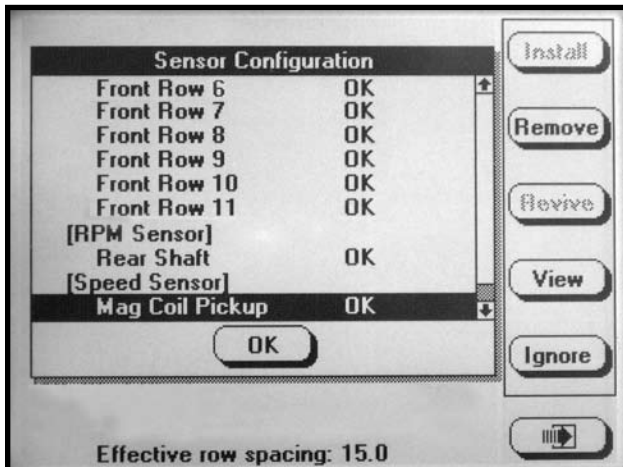 Sensor Configuration
Front Row 6 OK
Front Row 7 OK
Front Row 8 OK
Front Row 9 OK
Front Row 10 OK
Front Row 11 OK
[RPM Sensor]
Rear Shaft OK
[Speed Sensor]
Mag Coil Pickup OK
OK
Effective row spacing: 15.0
Install
Remove
Revive
View
Ignore